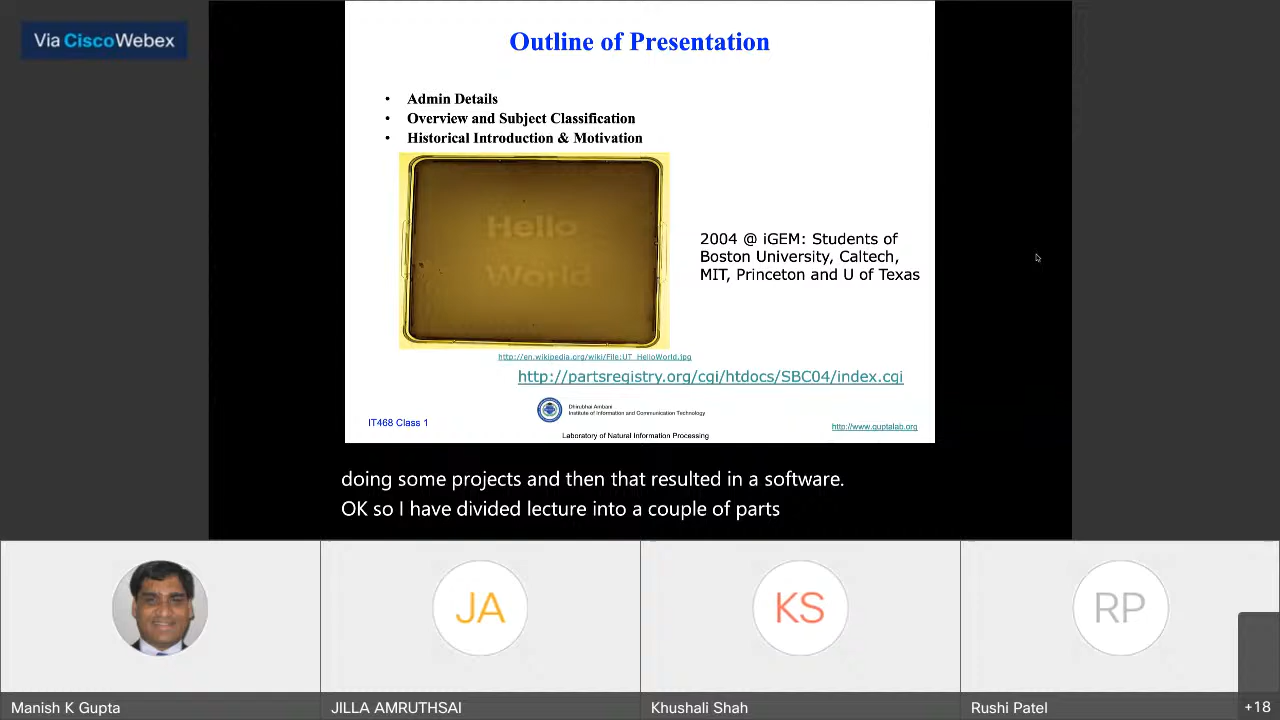 Via Cisco Webex
Outline of Presentation
• Admin Details
• Overview and Subject Classification
• Historical Introduction & Motivation
Hello
World
2004 @ iGEM: Students of
Boston University, Caltech,
MIT, Princeton and U of Texas
http://en.wikipedia.org/wiki/File:UT_HelloWorld.jpg
http://partsregistry.org/cgi/htdocs/SBC04/index.cgi
Dhirubhai Ambani
Institute of Information and Communication Technology
IT468 Class 1
http://www.guptalab.org
Laboratory of Natural Information Processing
doing some projects and then that resulted in a software.
OK so I have divided lecture into a couple of parts
JA
KS
RP
Manish K Gupta
JILLA AMRUTHSAI
Khushali Shah
Rushi Patel
+18